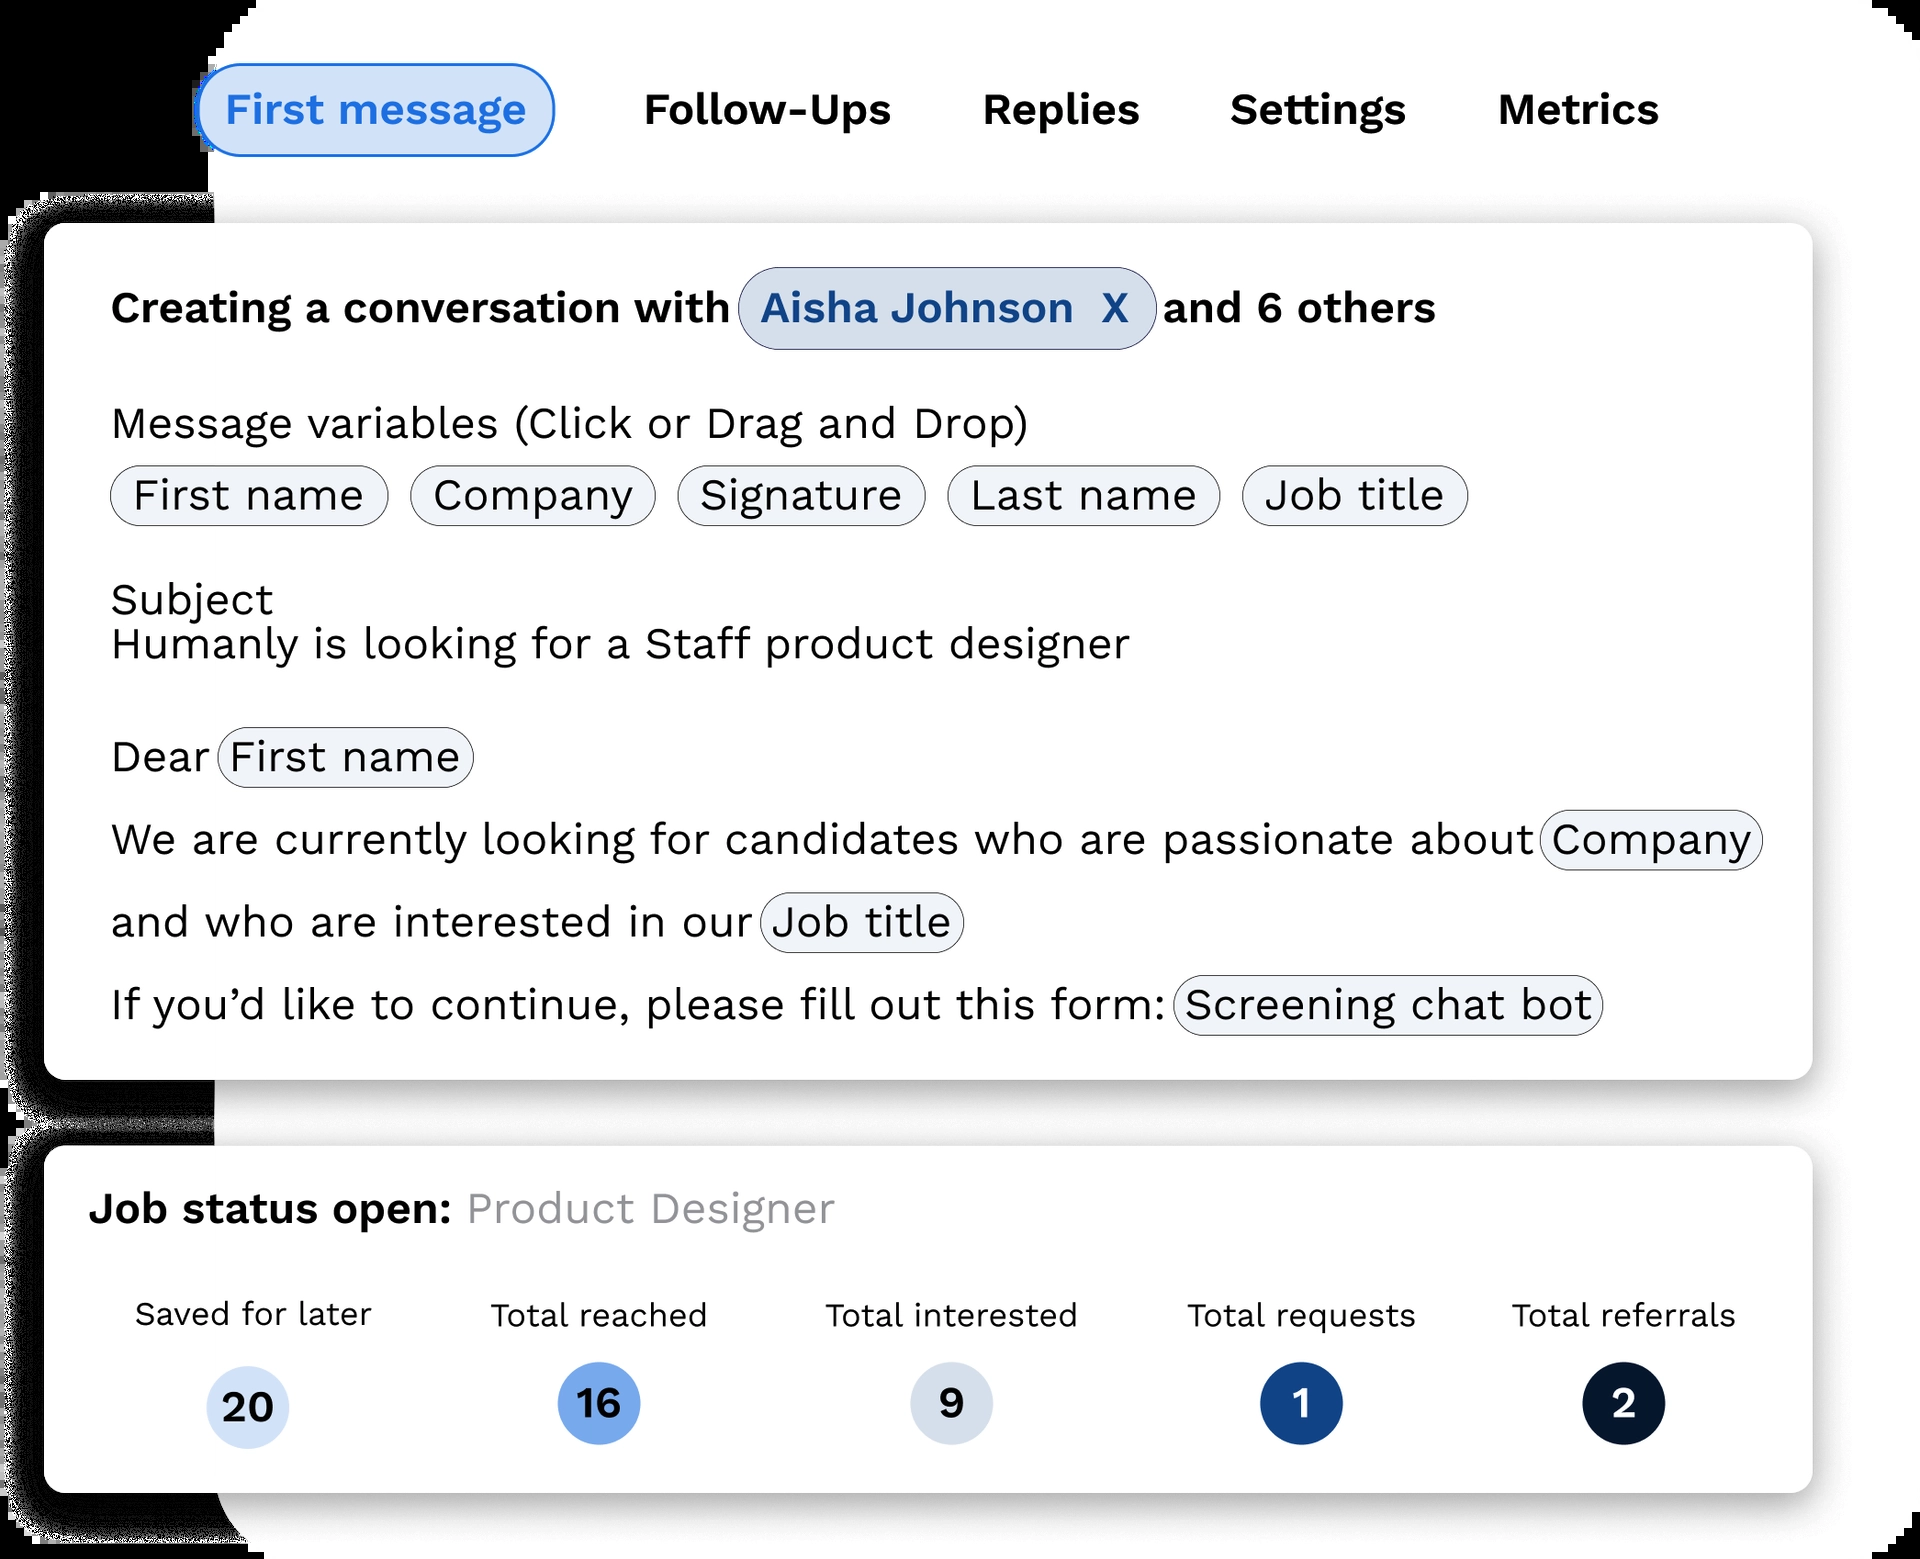 First message Follow-Ups Replies Settings Metrics
Creating a conversation with Aisha Johnson X and 6 others
Message variables (Click or Drag and Drop)
First name Company Signature Last name Job title
Subject
Humanly is looking for a Staff product designer
Dear First name
We are currently looking for candidates who are passionate about Company
and who are interested in our Job title
If you’d like to continue, please fill out this form: Screening chat bot
Job status open: Product Designer
Saved for later Total reached Total interested Total requests Total referrals
20 16 9 1 2